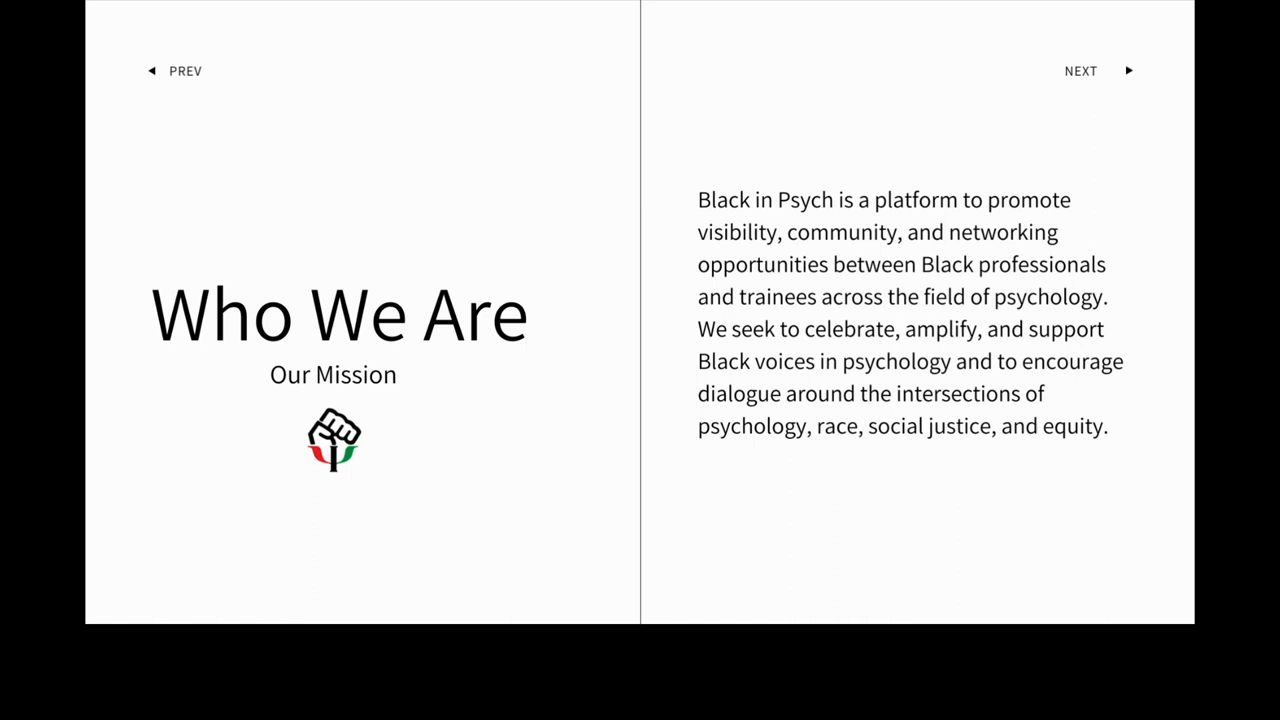 PREV
NEXT
Who We Are
Our Mission
Black in Psych is a platform to promote
visibility, community, and networking
opportunities between Black professionals
and trainees across the field of psychology.
We seek to celebrate, amplify, and support
Black voices in psychology and to encourage
dialogue around the intersections of
psychology, race, social justice, and equity.